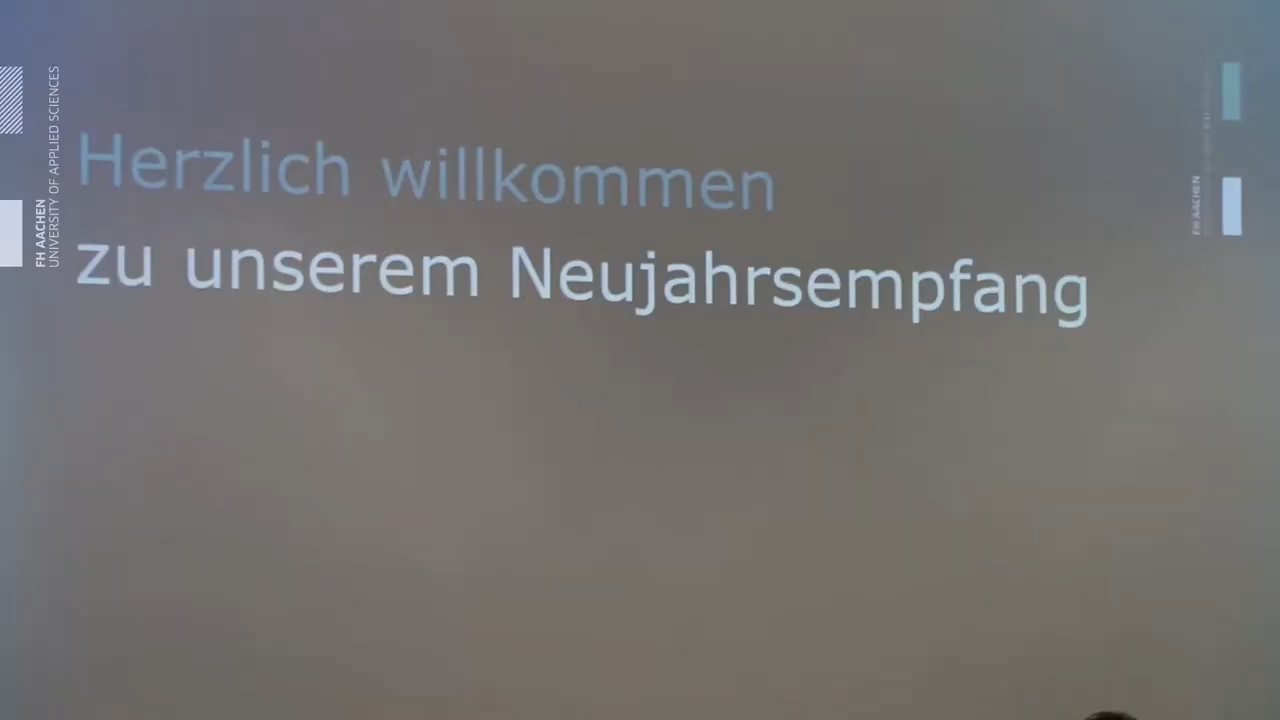 FH AACHEN
UNIVERSITY OF APPLIED SCIENCES
Herzlich willkommen
zu unserem Neujahrsempfang
FH AACHEN